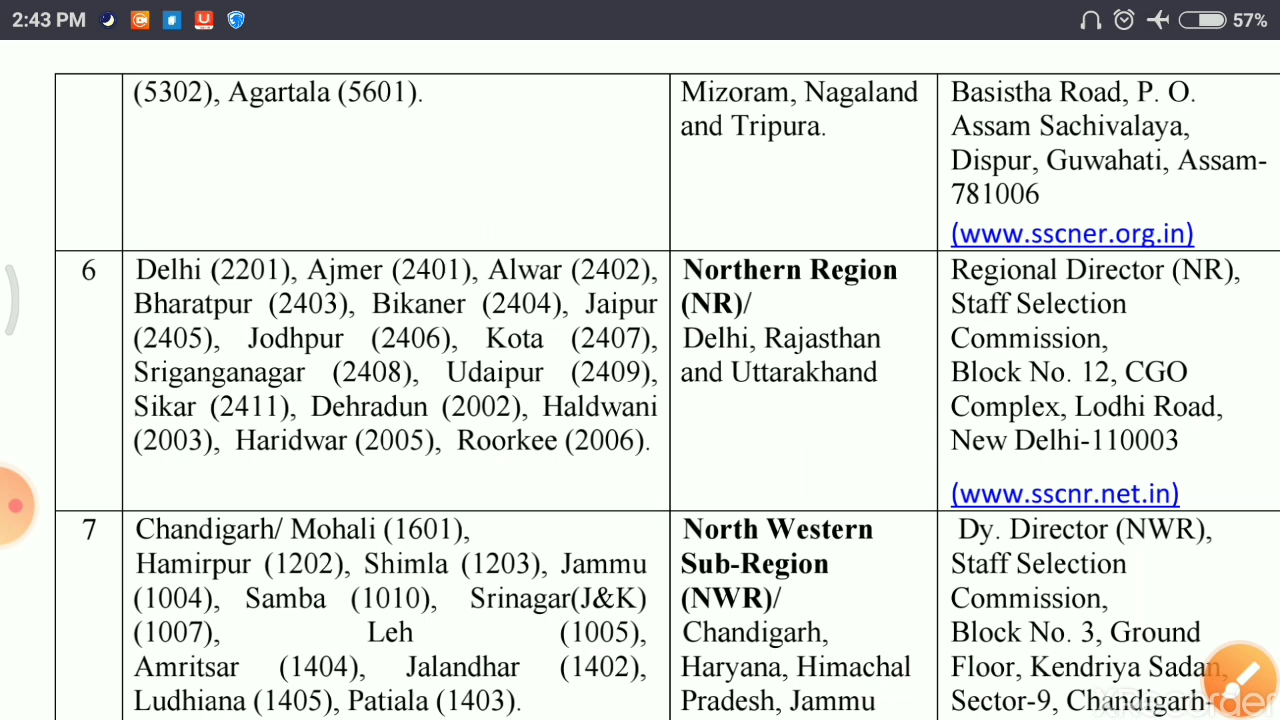 2:43 PM
57%
(5302), Agartala (5601).
Mizoram, Nagaland
and Tripura.
Basistha Road, P. O.
Assam Sachivalaya,
Dispur, Guwahati, Assam-
781006
(www.sscner.org.in)
6
Delhi (2201), Ajmer (2401), Alwar (2402),
Bharatpur (2403), Bikaner (2404), Jaipur
(2405), Jodhpur (2406), Kota (2407),
Sriganganagar (2408), Udaipur (2409),
Sikar (2411), Dehradun (2002), Haldwani
(2003), Haridwar (2005), Roorkee (2006).
Northern Region
(NR)/
Delhi, Rajasthan
and Uttarakhand
Regional Director (NR),
Staff Selection
Commission,
Block No. 12, CGO
Complex, Lodhi Road,
New Delhi-110003
(www.sscnr.net.in)
7
Chandigarh/ Mohali (1601),
Hamirpur (1202), Shimla (1203), Jammu
(1004), Samba (1010), Srinagar(J&K)
(1007), Leh (1005),
Amritsar (1404), Jalandhar (1402),
Ludhiana (1405), Patiala (1403).
North Western
Sub-Region
(NWR)/
Chandigarh,
Haryana, Himachal
Pradesh, Jammu
Dy. Director (NWR),
Staff Selection
Commission,
Block No. 3, Ground
Floor, Kendriya Sadan,
Sector-9, Chandigarh-